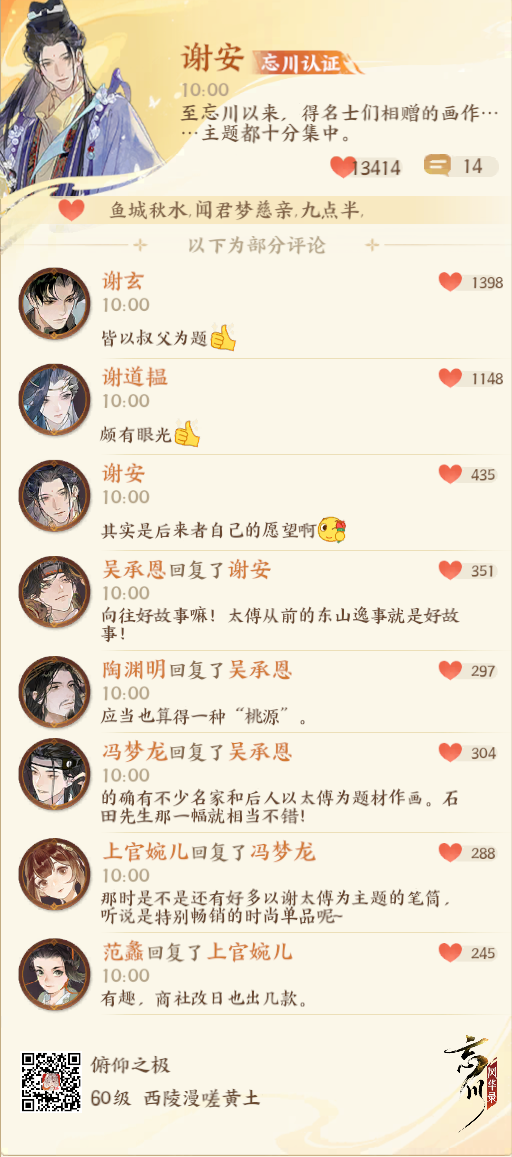 谢安 忘川认证
10:00
至忘川以来，得名士们相赠的画作…
…主题都十分集中。
13414 14
鱼城秋水,闻君梦慈亲,九点半,
以下为部分评论
谢玄 1398
10:00
皆以叔父为题
谢道韫 1148
10:00
颇有眼光
谢安 435
10:00
其实是后来者自己的愿望啊
吴承恩回复了谢安 351
10:00
向往好故事嘛！太傅从前的东山逸事就是好故
事！
陶渊明回复了吴承恩 297
10:00
应当也算得一种“桃源”。
冯梦龙回复了吴承恩 304
10:00
的确有不少名家和后人以太傅为题材作画。石
田先生那一幅就相当不错！
上官婉儿回复了冯梦龙 288
10:00
那时是不是还有好多以谢太傅为主题的笔筒，
听说是特别畅销的时尚单品呢~
范蠡回复了上官婉儿 245
10:00
有趣，商社改日也出几款。
俯仰之极
60级 西陵漫嗟黄土
忘川
风华录